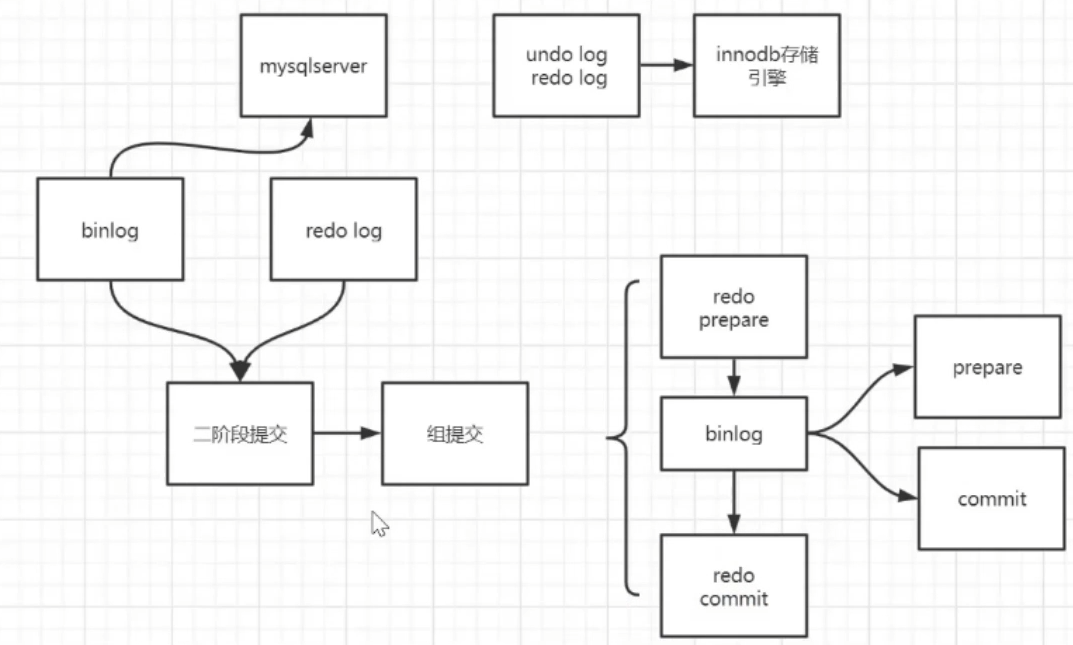 mysqlserver
undo log
redo log
innodb存储
引擎
binlog
redo log
二阶段提交
组提交
redo
prepare
binlog
redo
commit
prepare
commit